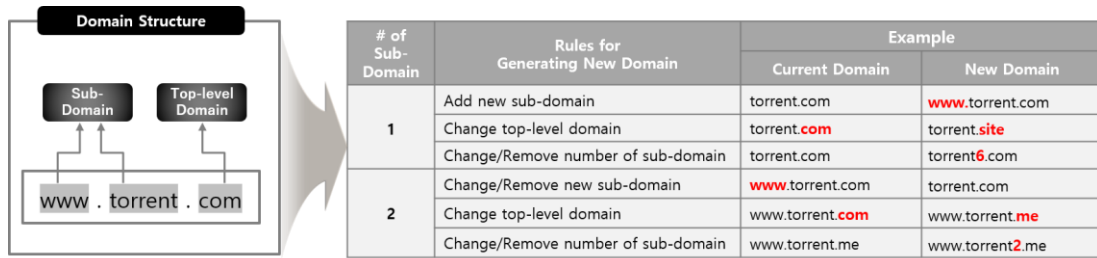 Domain Structure
Sub-
Domain
Top-level
Domain
www . torrent . com
# of
Sub-
Domain
Rules for
Generating New Domain
Example
Current Domain
New Domain
1
Add new sub-domain
torrent.com
www.torrent.com
Change top-level domain
torrent.com
torrent.site
Change/Remove number of sub-domain
torrent.com
torrent6.com
2
Change/Remove new sub-domain
www.torrent.com
torrent.com
Change top-level domain
www.torrent.com
www.torrent.me
Change/Remove number of sub-domain
www.torrent.me
www.torrent2.me